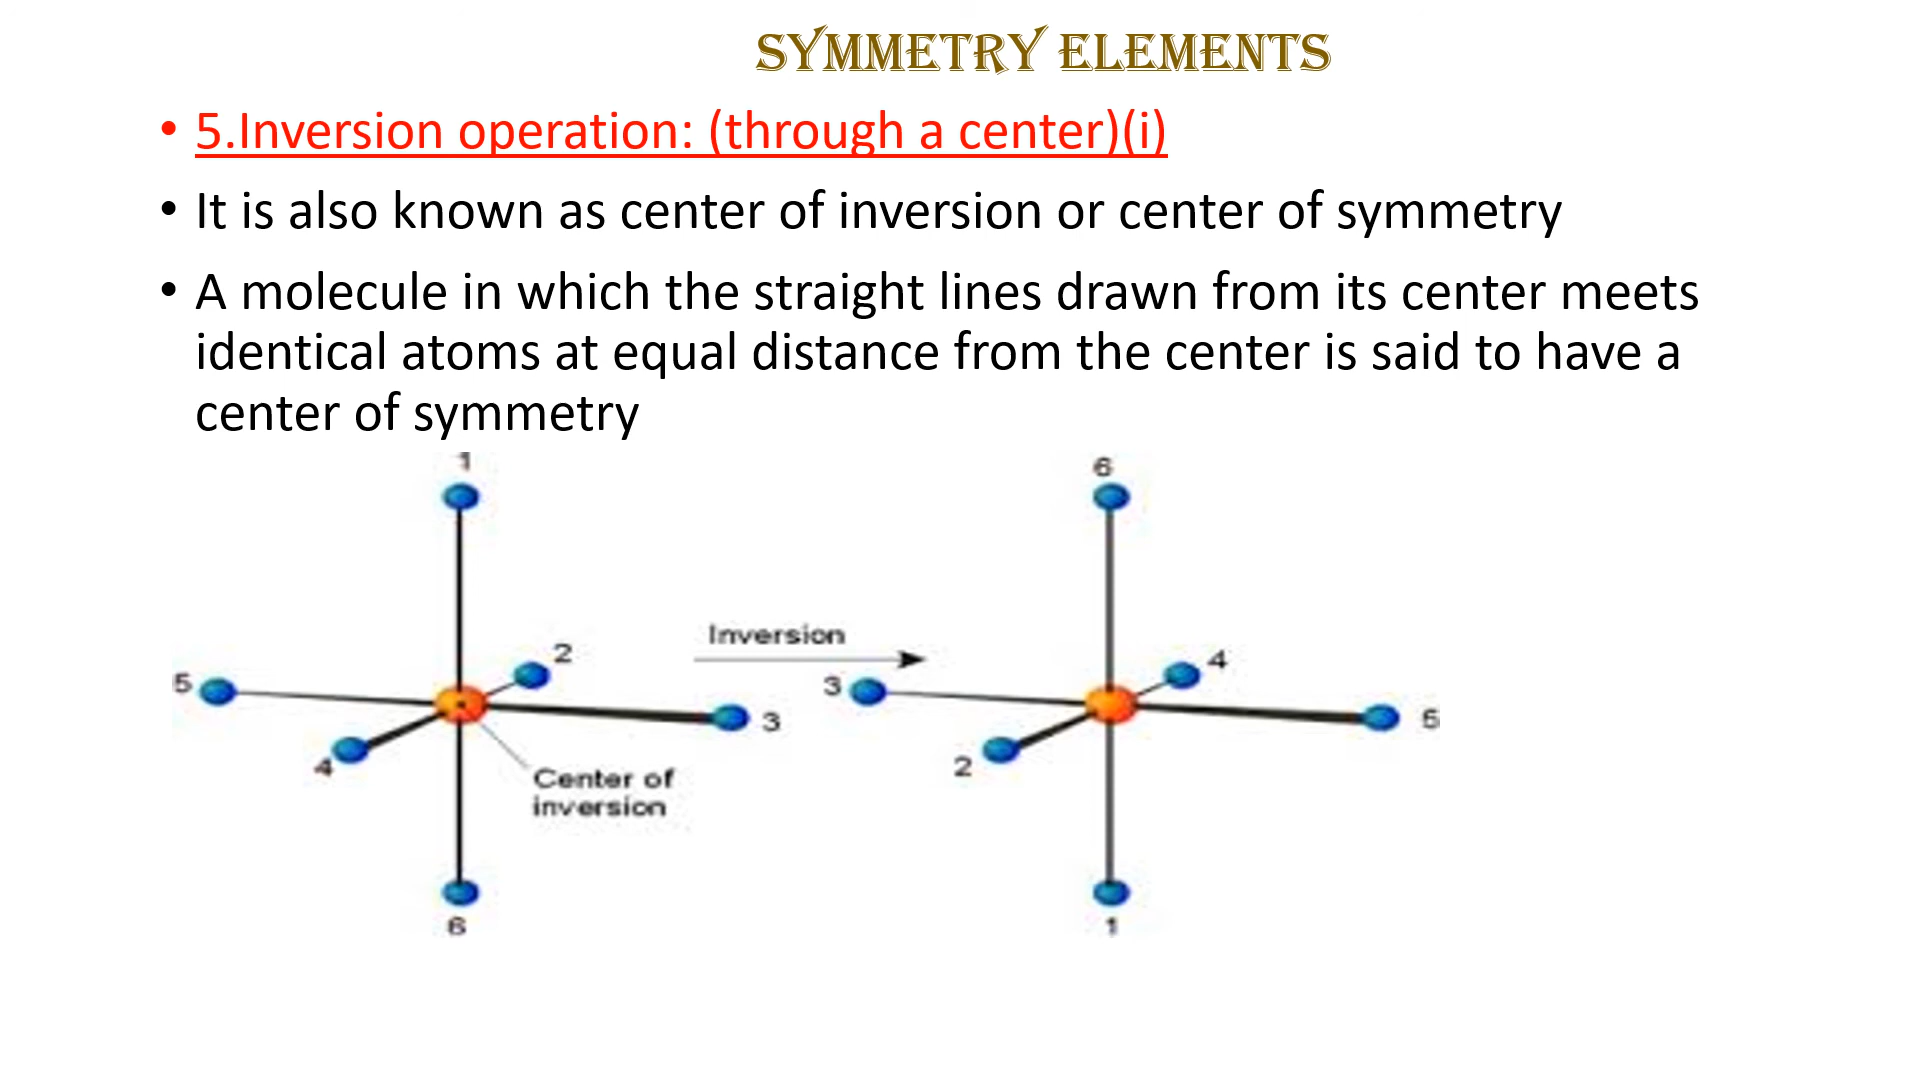 SYMMETRY ELEMENTS
• 5.Inversion operation: (through a center)(i)
• It is also known as center of inversion or center of symmetry
• A molecule in which the straight lines drawn from its center meets
identical atoms at equal distance from the center is said to have a
center of symmetry
1
6
2
Inversion
4
5
3
3
5
4
2
Center of
inversion
6
1